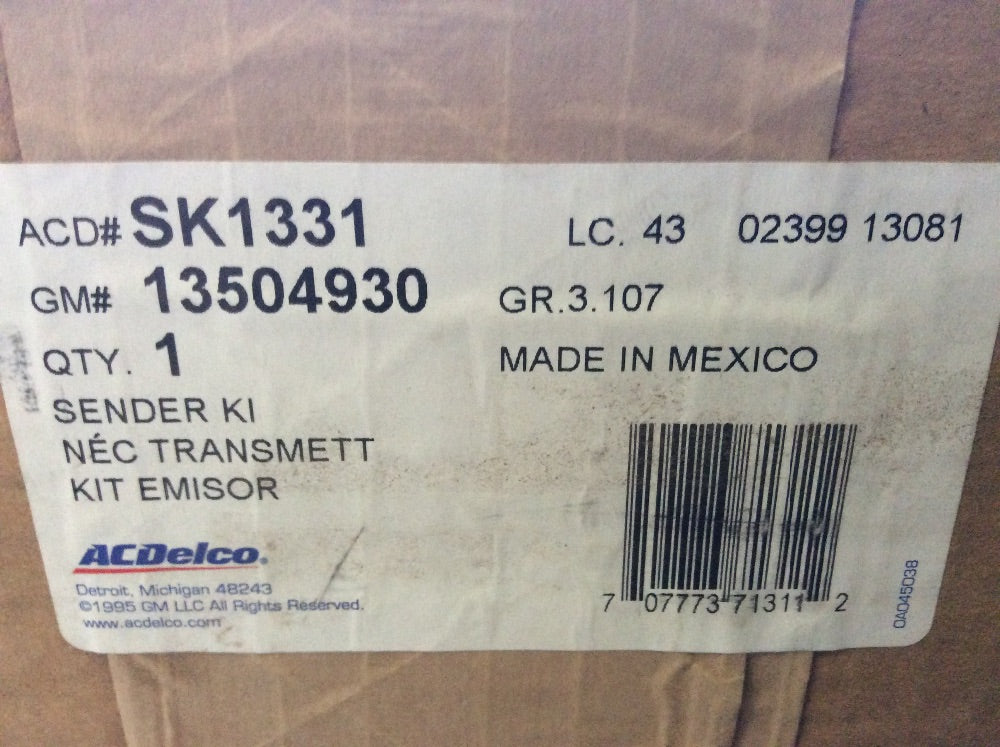 ACD# SK1331 LC. 43 02399 13081
GM# 13504930 GR.3.107
QTY. 1 MADE IN MEXICO
SENDER KI
NÉC TRANSMETT
KIT EMISOR
ACDelco®
Detroit, Michigan 48243
©1995 GM LLC All Rights Reserved.
www.acdelco.com
7 07773 71311 2
0A045038